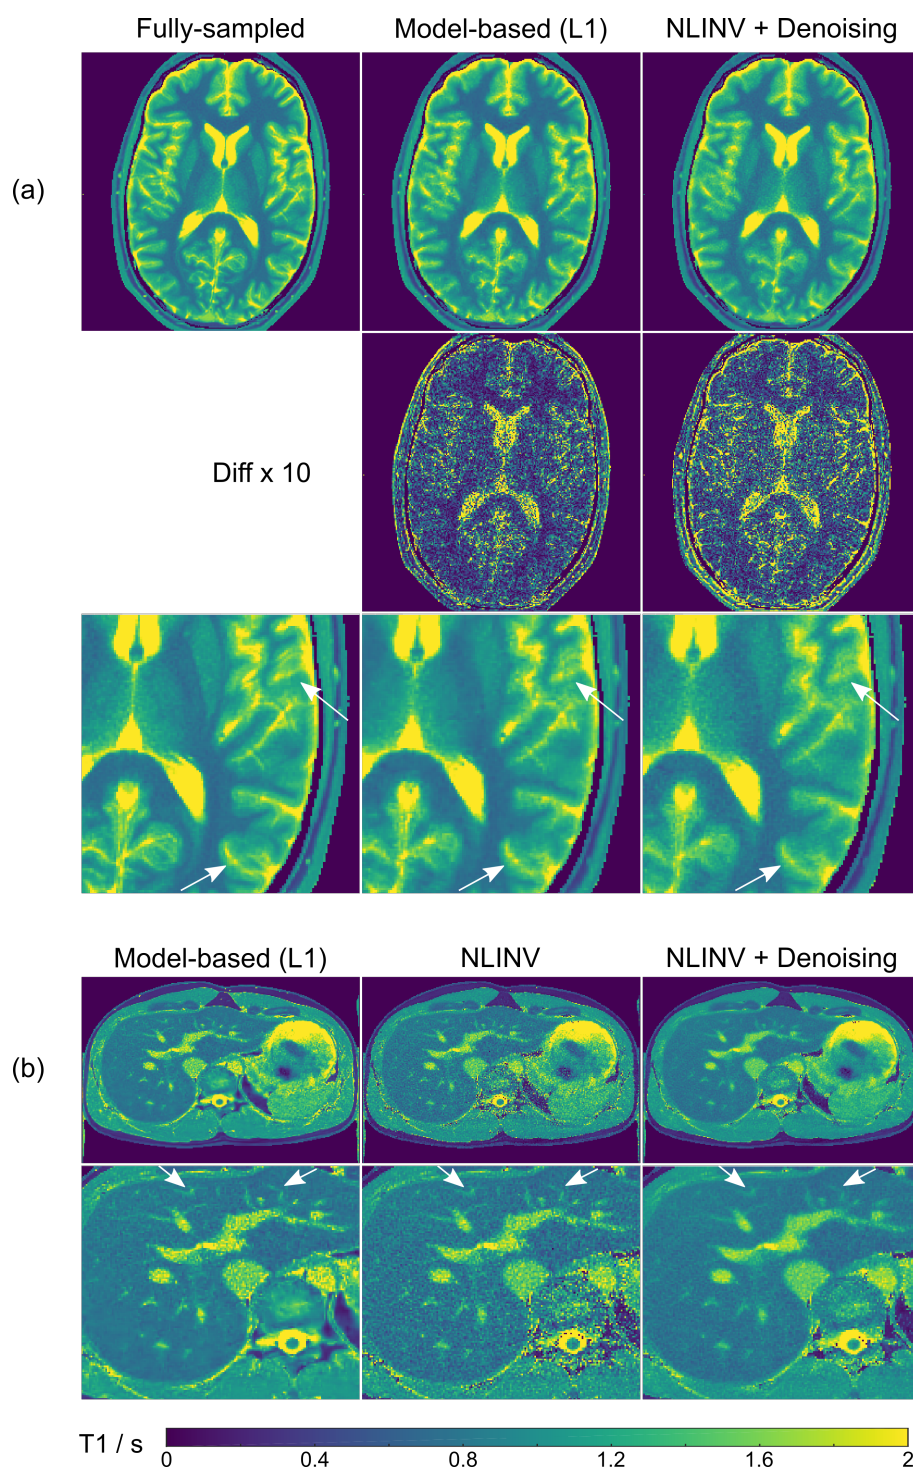 Fully-sampled Model-based (L1) NLINV + Denoising
(a)
Diff x 10
Model-based (L1) NLINV NLINV + Denoising
(b)
T1 / s
0 0.4 0.8 1.2 1.6 2